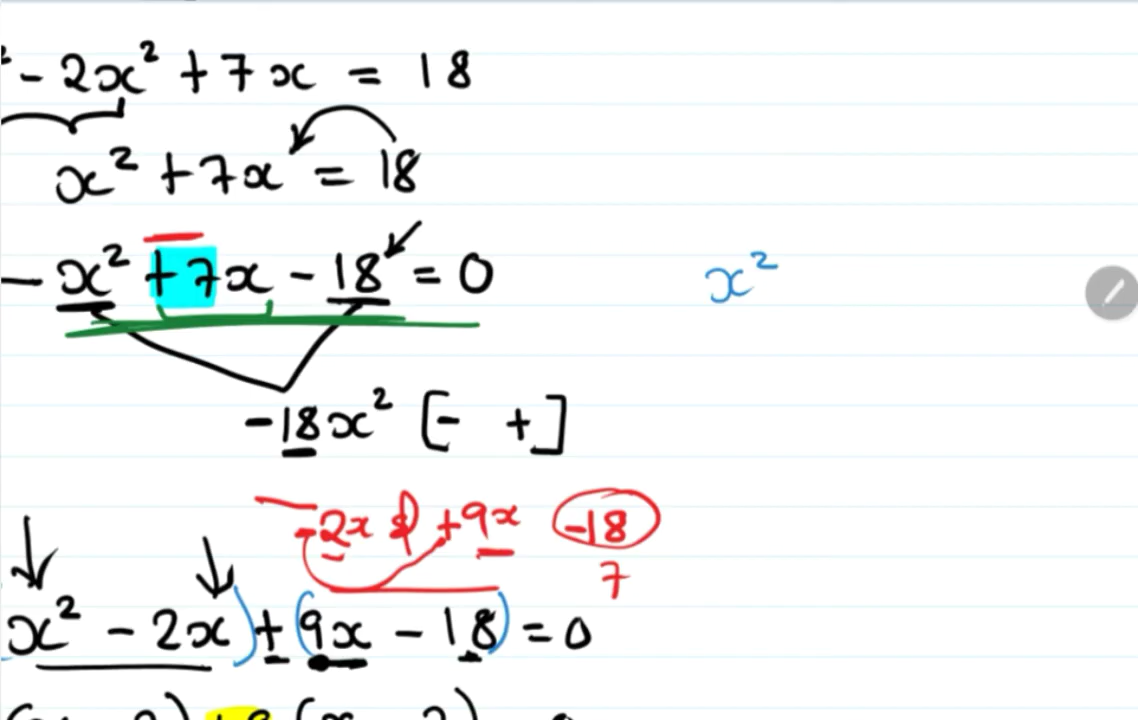 - 2x² + 7x = 18
x² + 7x = 18
- x² + 7x - 18 = 0
x²
-18x² [- +]
-2x & +9x -18
7
x² - 2x) + (9x - 18) = 0